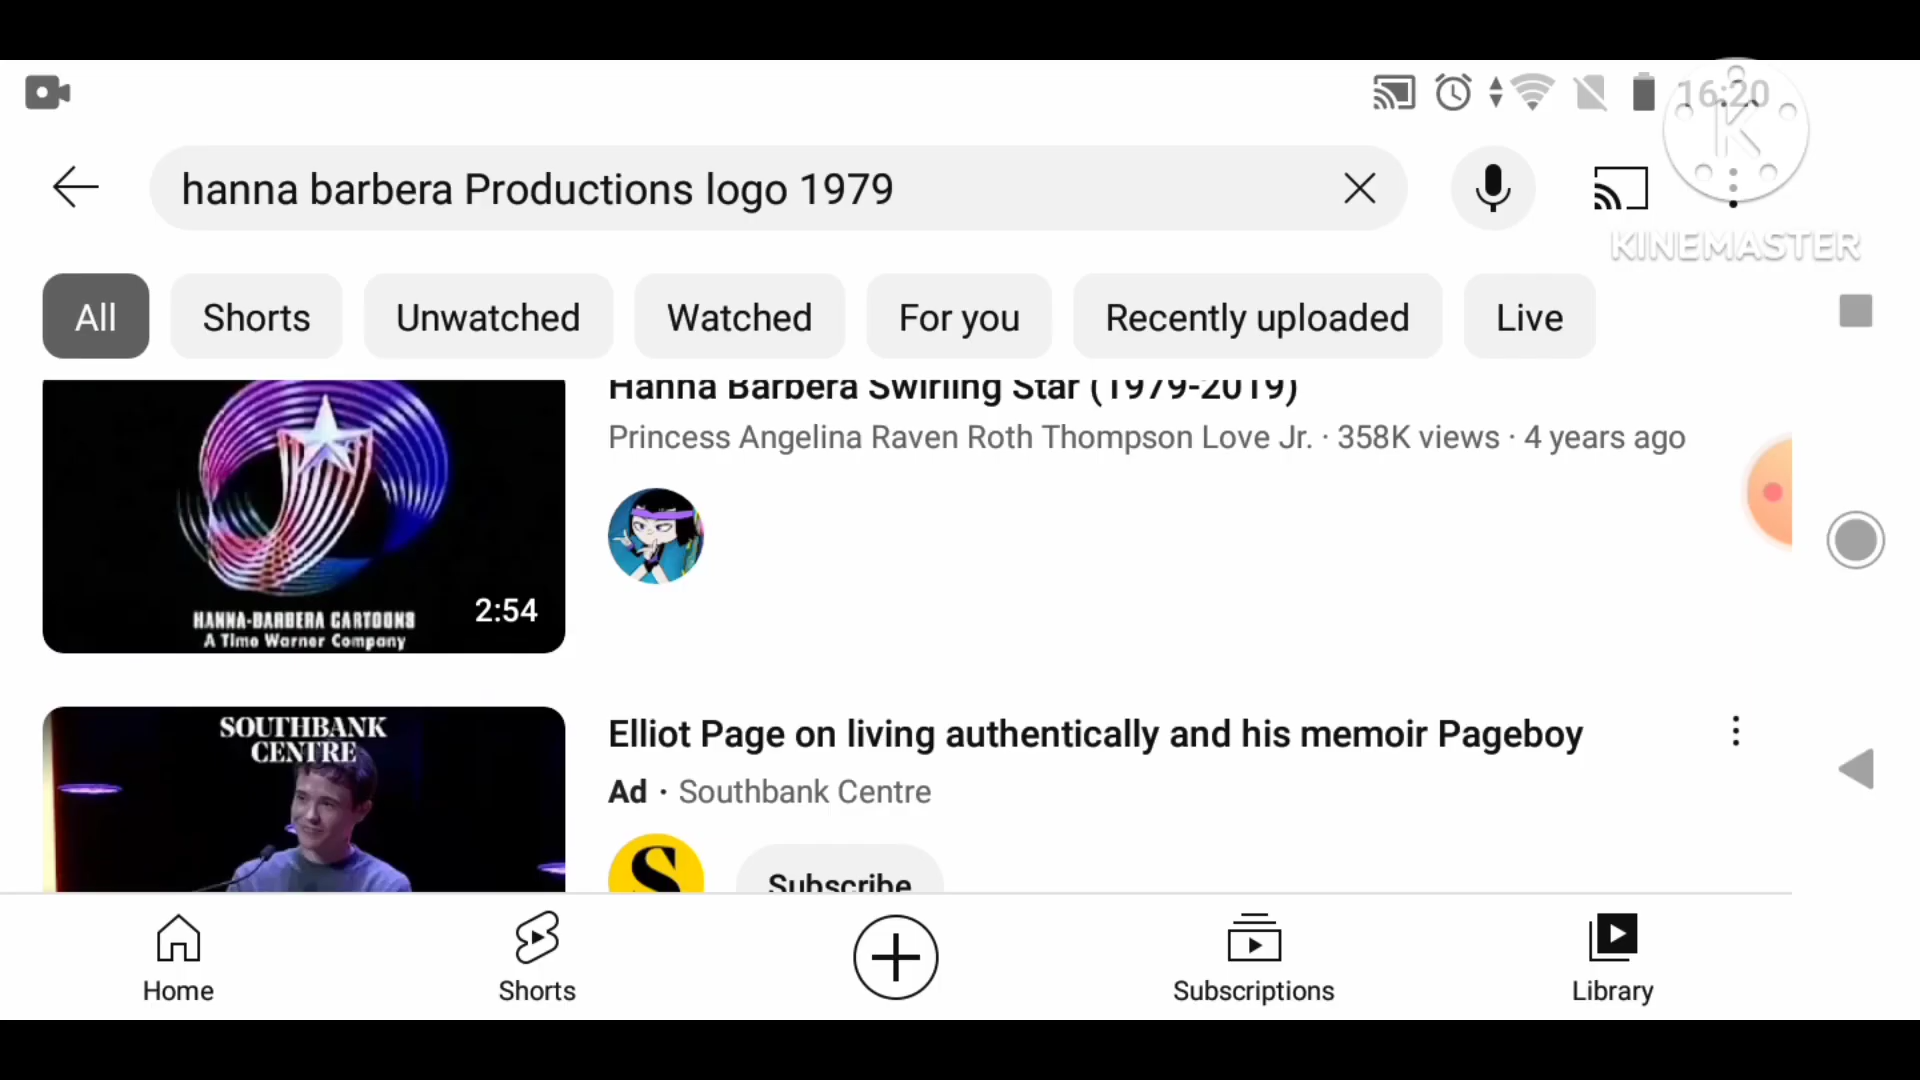 16:20
hanna barbera Productions logo 1979
KINEMASTER
All Shorts Unwatched Watched For you Recently uploaded Live
Hanna Barbera Swirling Star (1979-2019)
Princess Angelina Raven Roth Thompson Love Jr. · 358K views · 4 years ago
HANNA-BARBERA CARTOONS
A Time Warner Company
2:54
SOUTHBANK
CENTRE
Elliot Page on living authentically and his memoir Pageboy
Ad · Southbank Centre
S
Subscribe
Home Shorts Subscriptions Library